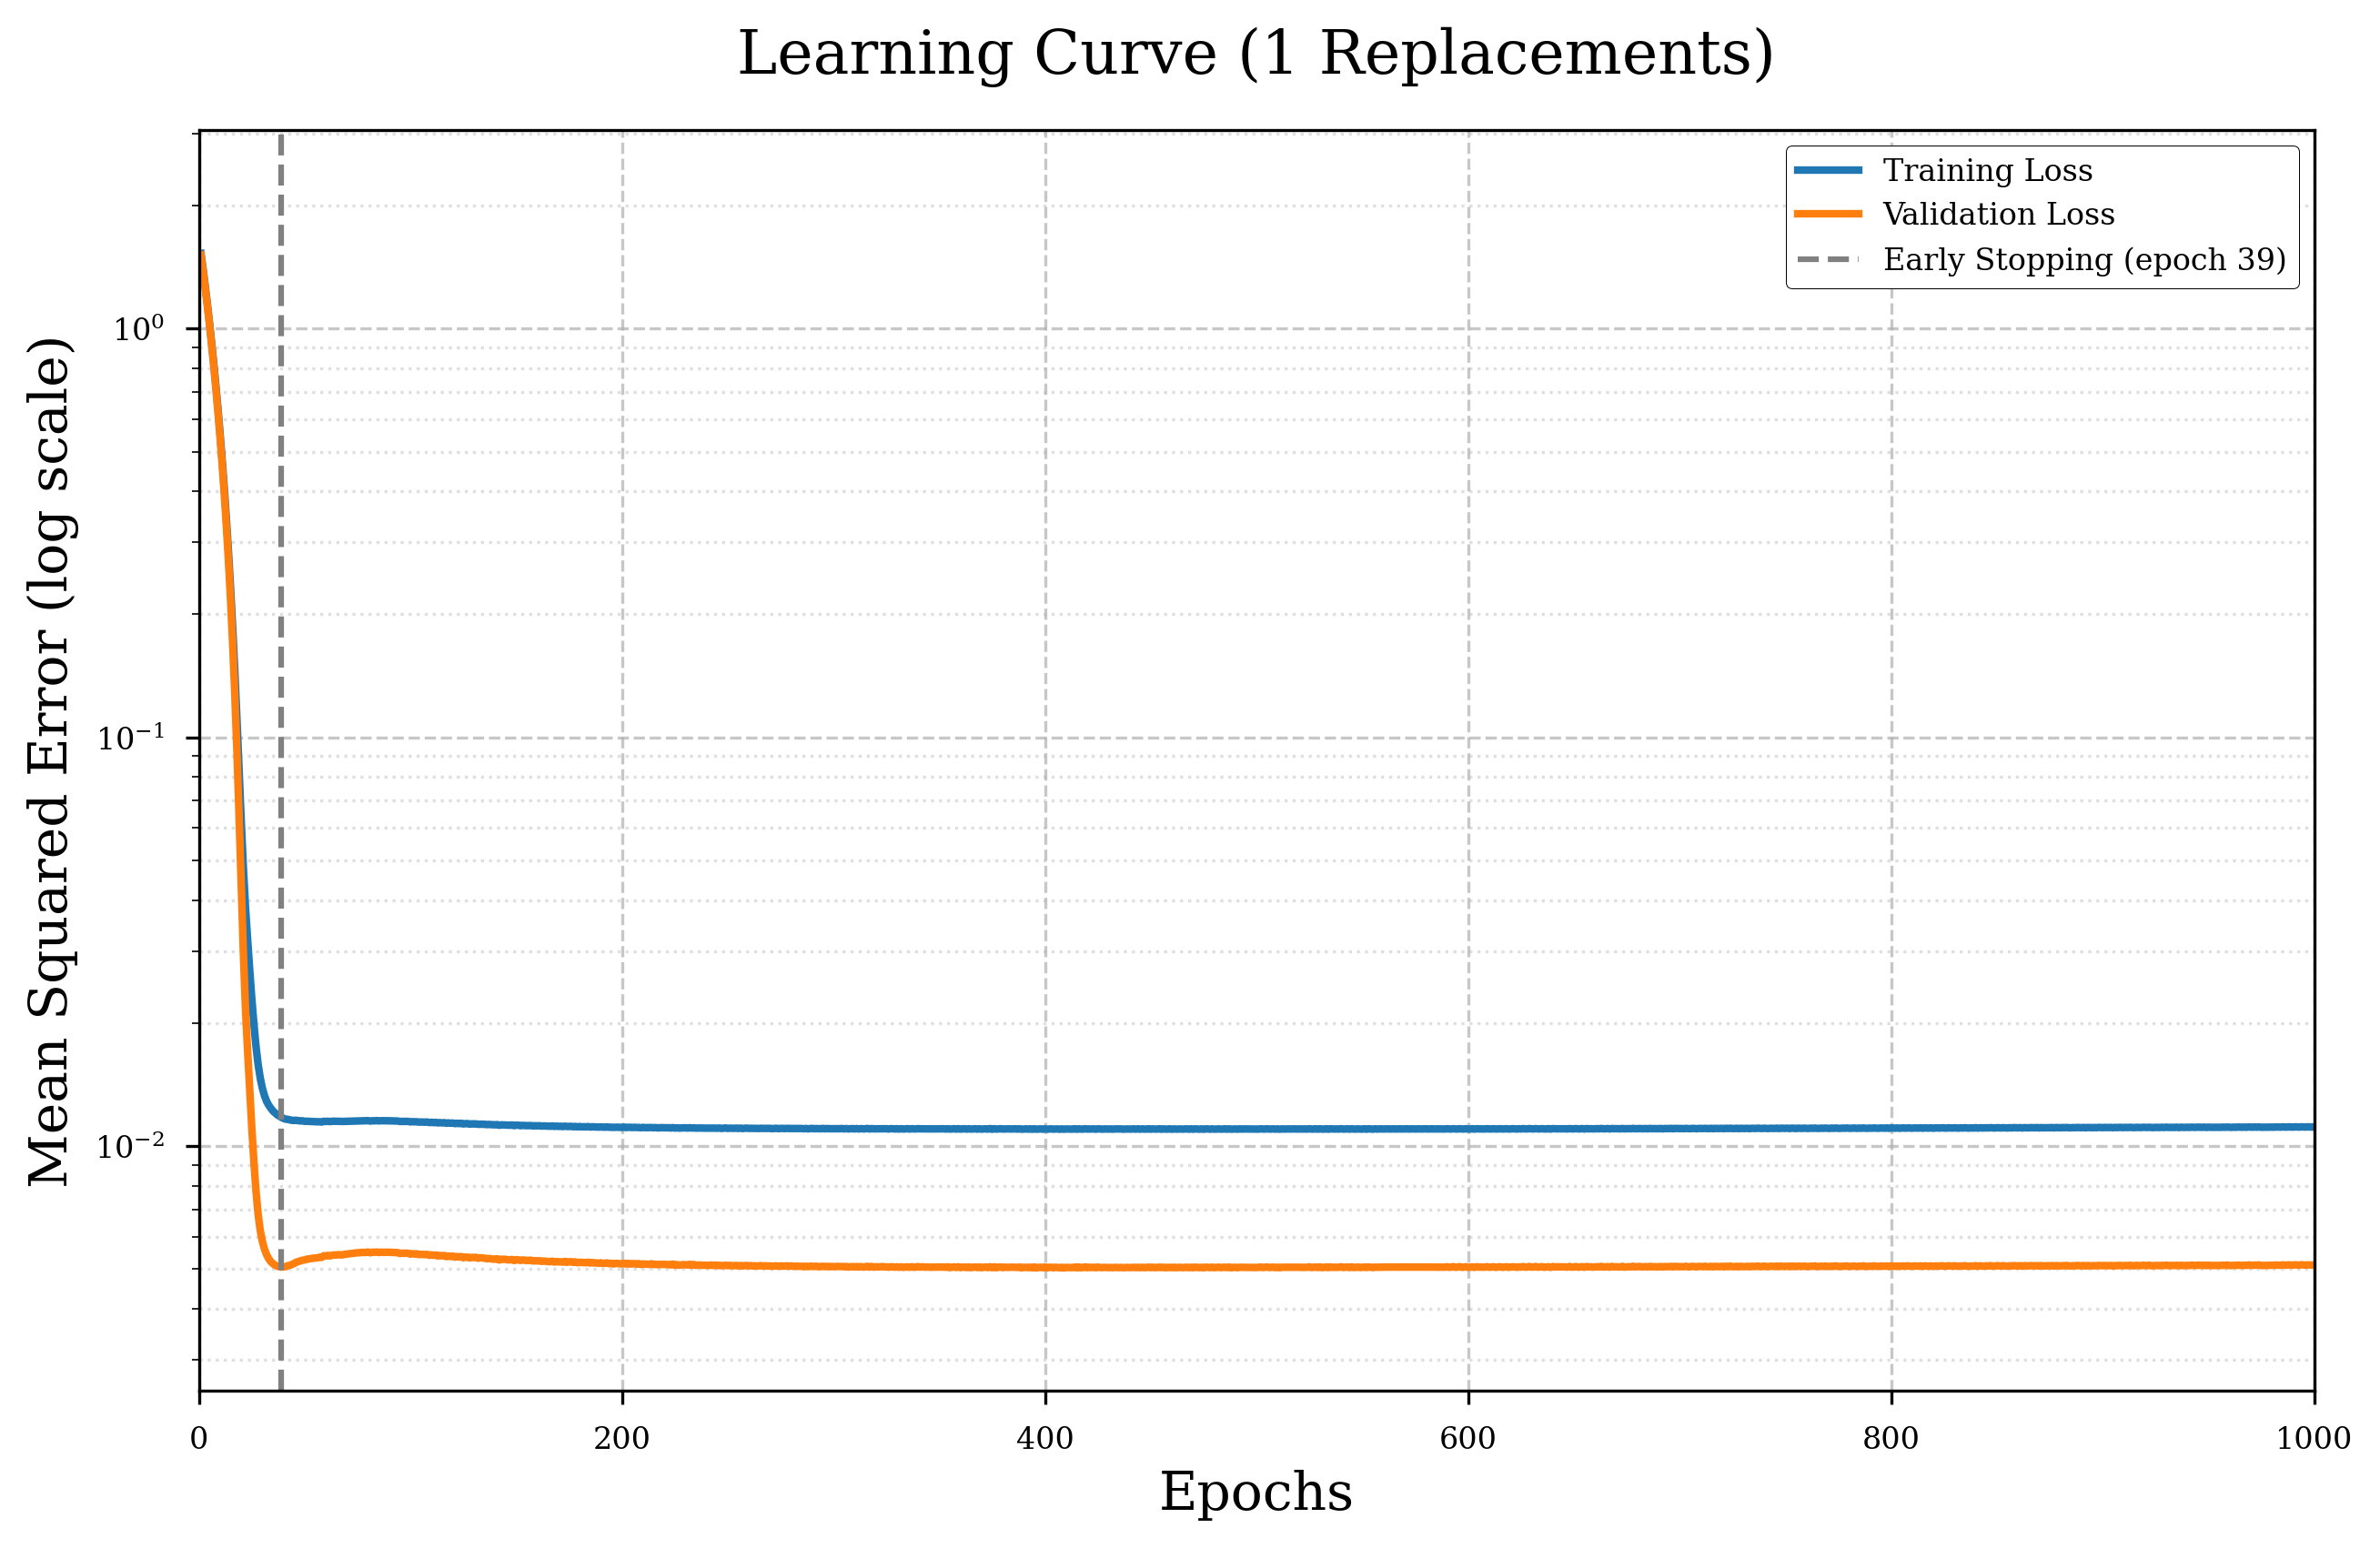 Learning Curve (1 Replacements)
Training Loss
Validation Loss
Early Stopping (epoch 39)
Mean Squared Error (log scale)
10⁰
10⁻¹
10⁻²
0 200 400 600 800 1000
Epochs